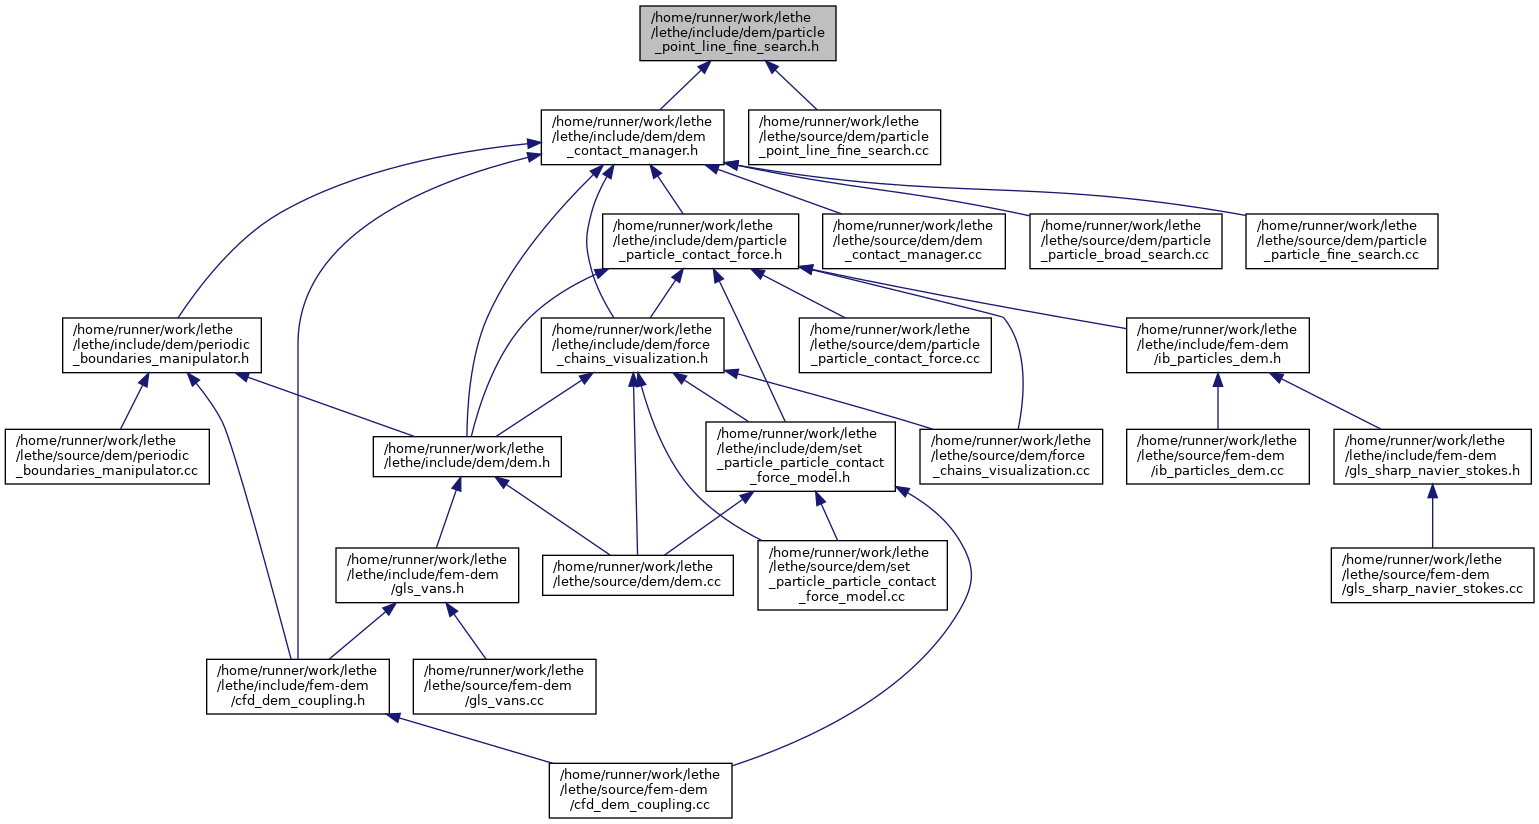 /home/runner/work/lethe
/lethe/include/dem/particle
_point_line_fine_search.h
/home/runner/work/lethe
/lethe/include/dem/dem
_contact_manager.h
/home/runner/work/lethe
/lethe/source/dem/particle
_point_line_fine_search.cc
/home/runner/work/lethe
/lethe/include/dem/particle
_particle_contact_force.h
/home/runner/work/lethe
/lethe/source/dem/dem
_contact_manager.cc
/home/runner/work/lethe
/lethe/source/dem/particle
_particle_broad_search.cc
/home/runner/work/lethe
/lethe/source/dem/particle
_particle_fine_search.cc
/home/runner/work/lethe
/lethe/include/dem/periodic
_boundaries_manipulator.h
/home/runner/work/lethe
/lethe/include/dem/force
_chains_visualization.h
/home/runner/work/lethe
/lethe/source/dem/particle
_particle_contact_force.cc
/home/runner/work/lethe
/lethe/include/fem-dem
/ib_particles_dem.h
/home/runner/work/lethe
/lethe/source/dem/periodic
_boundaries_manipulator.cc
/home/runner/work/lethe
/lethe/include/dem/dem.h
/home/runner/work/lethe
/lethe/include/dem/set
_particle_particle_contact
_force_model.h
/home/runner/work/lethe
/lethe/source/dem/force
_chains_visualization.cc
/home/runner/work/lethe
/lethe/source/fem-dem
/ib_particles_dem.cc
/home/runner/work/lethe
/lethe/include/fem-dem
/gls_sharp_navier_stokes.h
/home/runner/work/lethe
/lethe/include/fem-dem
/gls_vans.h
/home/runner/work/lethe
/lethe/source/dem/dem.cc
/home/runner/work/lethe
/lethe/source/dem/set
_particle_particle_contact
_force_model.cc
/home/runner/work/lethe
/lethe/source/fem-dem
/gls_sharp_navier_stokes.cc
/home/runner/work/lethe
/lethe/include/fem-dem
/cfd_dem_coupling.h
/home/runner/work/lethe
/lethe/source/fem-dem
/gls_vans.cc
/home/runner/work/lethe
/lethe/source/fem-dem
/cfd_dem_coupling.cc